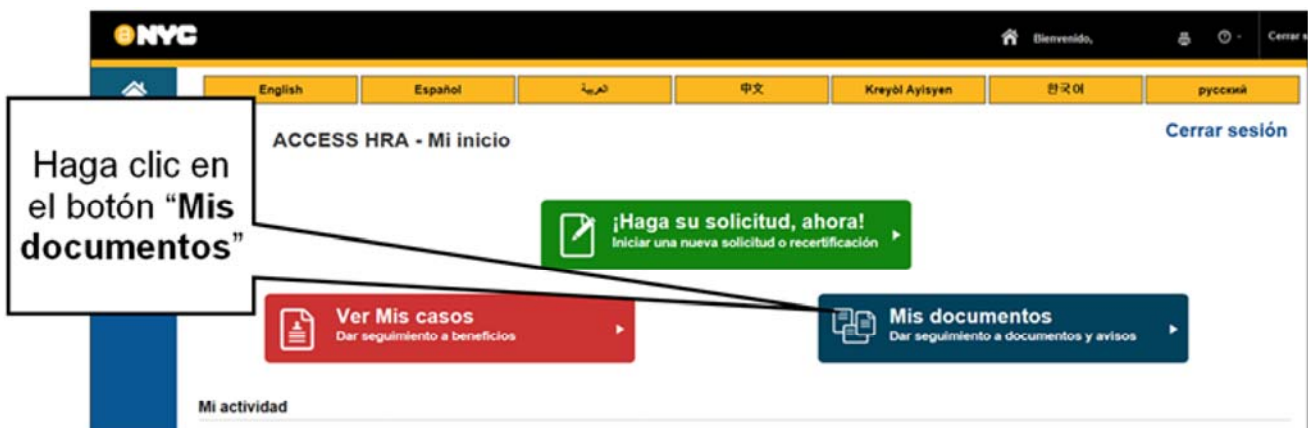 NYC
Bienvenido,
Cerrar s
English
Español
العربية
中文
Kreyòl Ayisyen
한국어
русский
ACCESS HRA - Mi inicio
Cerrar sesión
Haga clic en
el botón “Mis
documentos”
¡Haga su solicitud, ahora!
Iniciar una nueva solicitud o recertificación
Ver Mis casos
Dar seguimiento a beneficios
Mis documentos
Dar seguimiento a documentos y avisos
Mi actividad